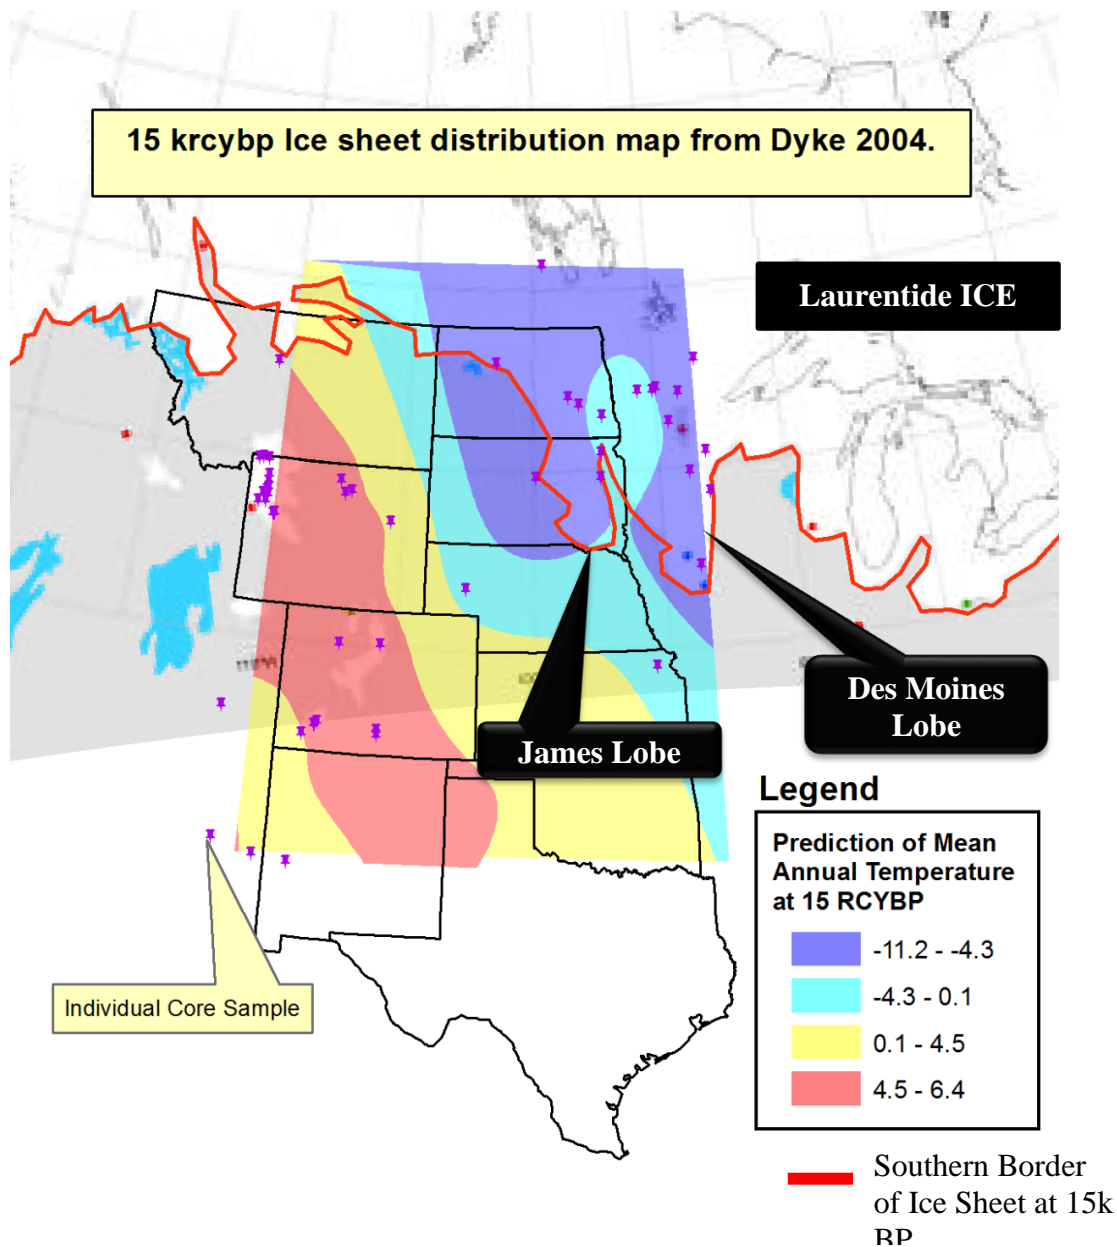 15 krcybp Ice sheet distribution map from Dyke 2004.
Laurentide ICE
Des Moines
Lobe
James Lobe
Individual Core Sample
Legend
Prediction of Mean
Annual Temperature
at 15 RCYBP
-11.2 - -4.3
-4.3 - 0.1
0.1 - 4.5
4.5 - 6.4
Southern Border
of Ice Sheet at 15k
BP